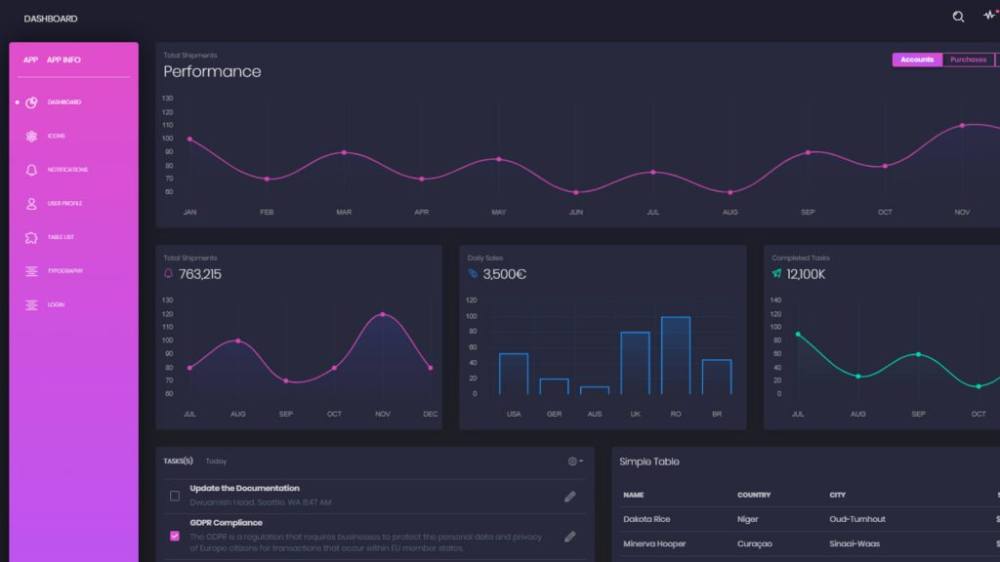 DASHBOARD
APP APP INFO
DASHBOARD
ICONS
NOTIFICATIONS
USER PROFILE
TABLE LIST
TYPOGRAPHY
LOGIN
Total Shipments
Performance
Accounts Purchases
130
120
110
100
90
80
70
60
JAN FEB MAR APR MAY JUN JUL AUG SEP OCT NOV
Total Shipments
763,215
130
120
110
100
90
80
70
60
JUL AUG SEP OCT NOV DEC
Daily Sales
3,500€
120
100
80
60
40
20
0
USA GER AUS UK RO BR
Completed Tasks
12,100K
140
120
100
80
60
40
20
0
JUL AUG SEP OCT
TASKS(5) Today
Update the Documentation
Dwuamish Head, Seattle, WA 8:47 AM
GDPR Compliance
The GDPR is a regulation that requires businesses to protect the personal data and privacy
of Europe citizens for transactions that occur within EU member states.
Simple Table
NAME COUNTRY CITY
Dakota Rice Niger Oud-Turnhout
Minerva Hooper Curaçao Sinaai-Waas